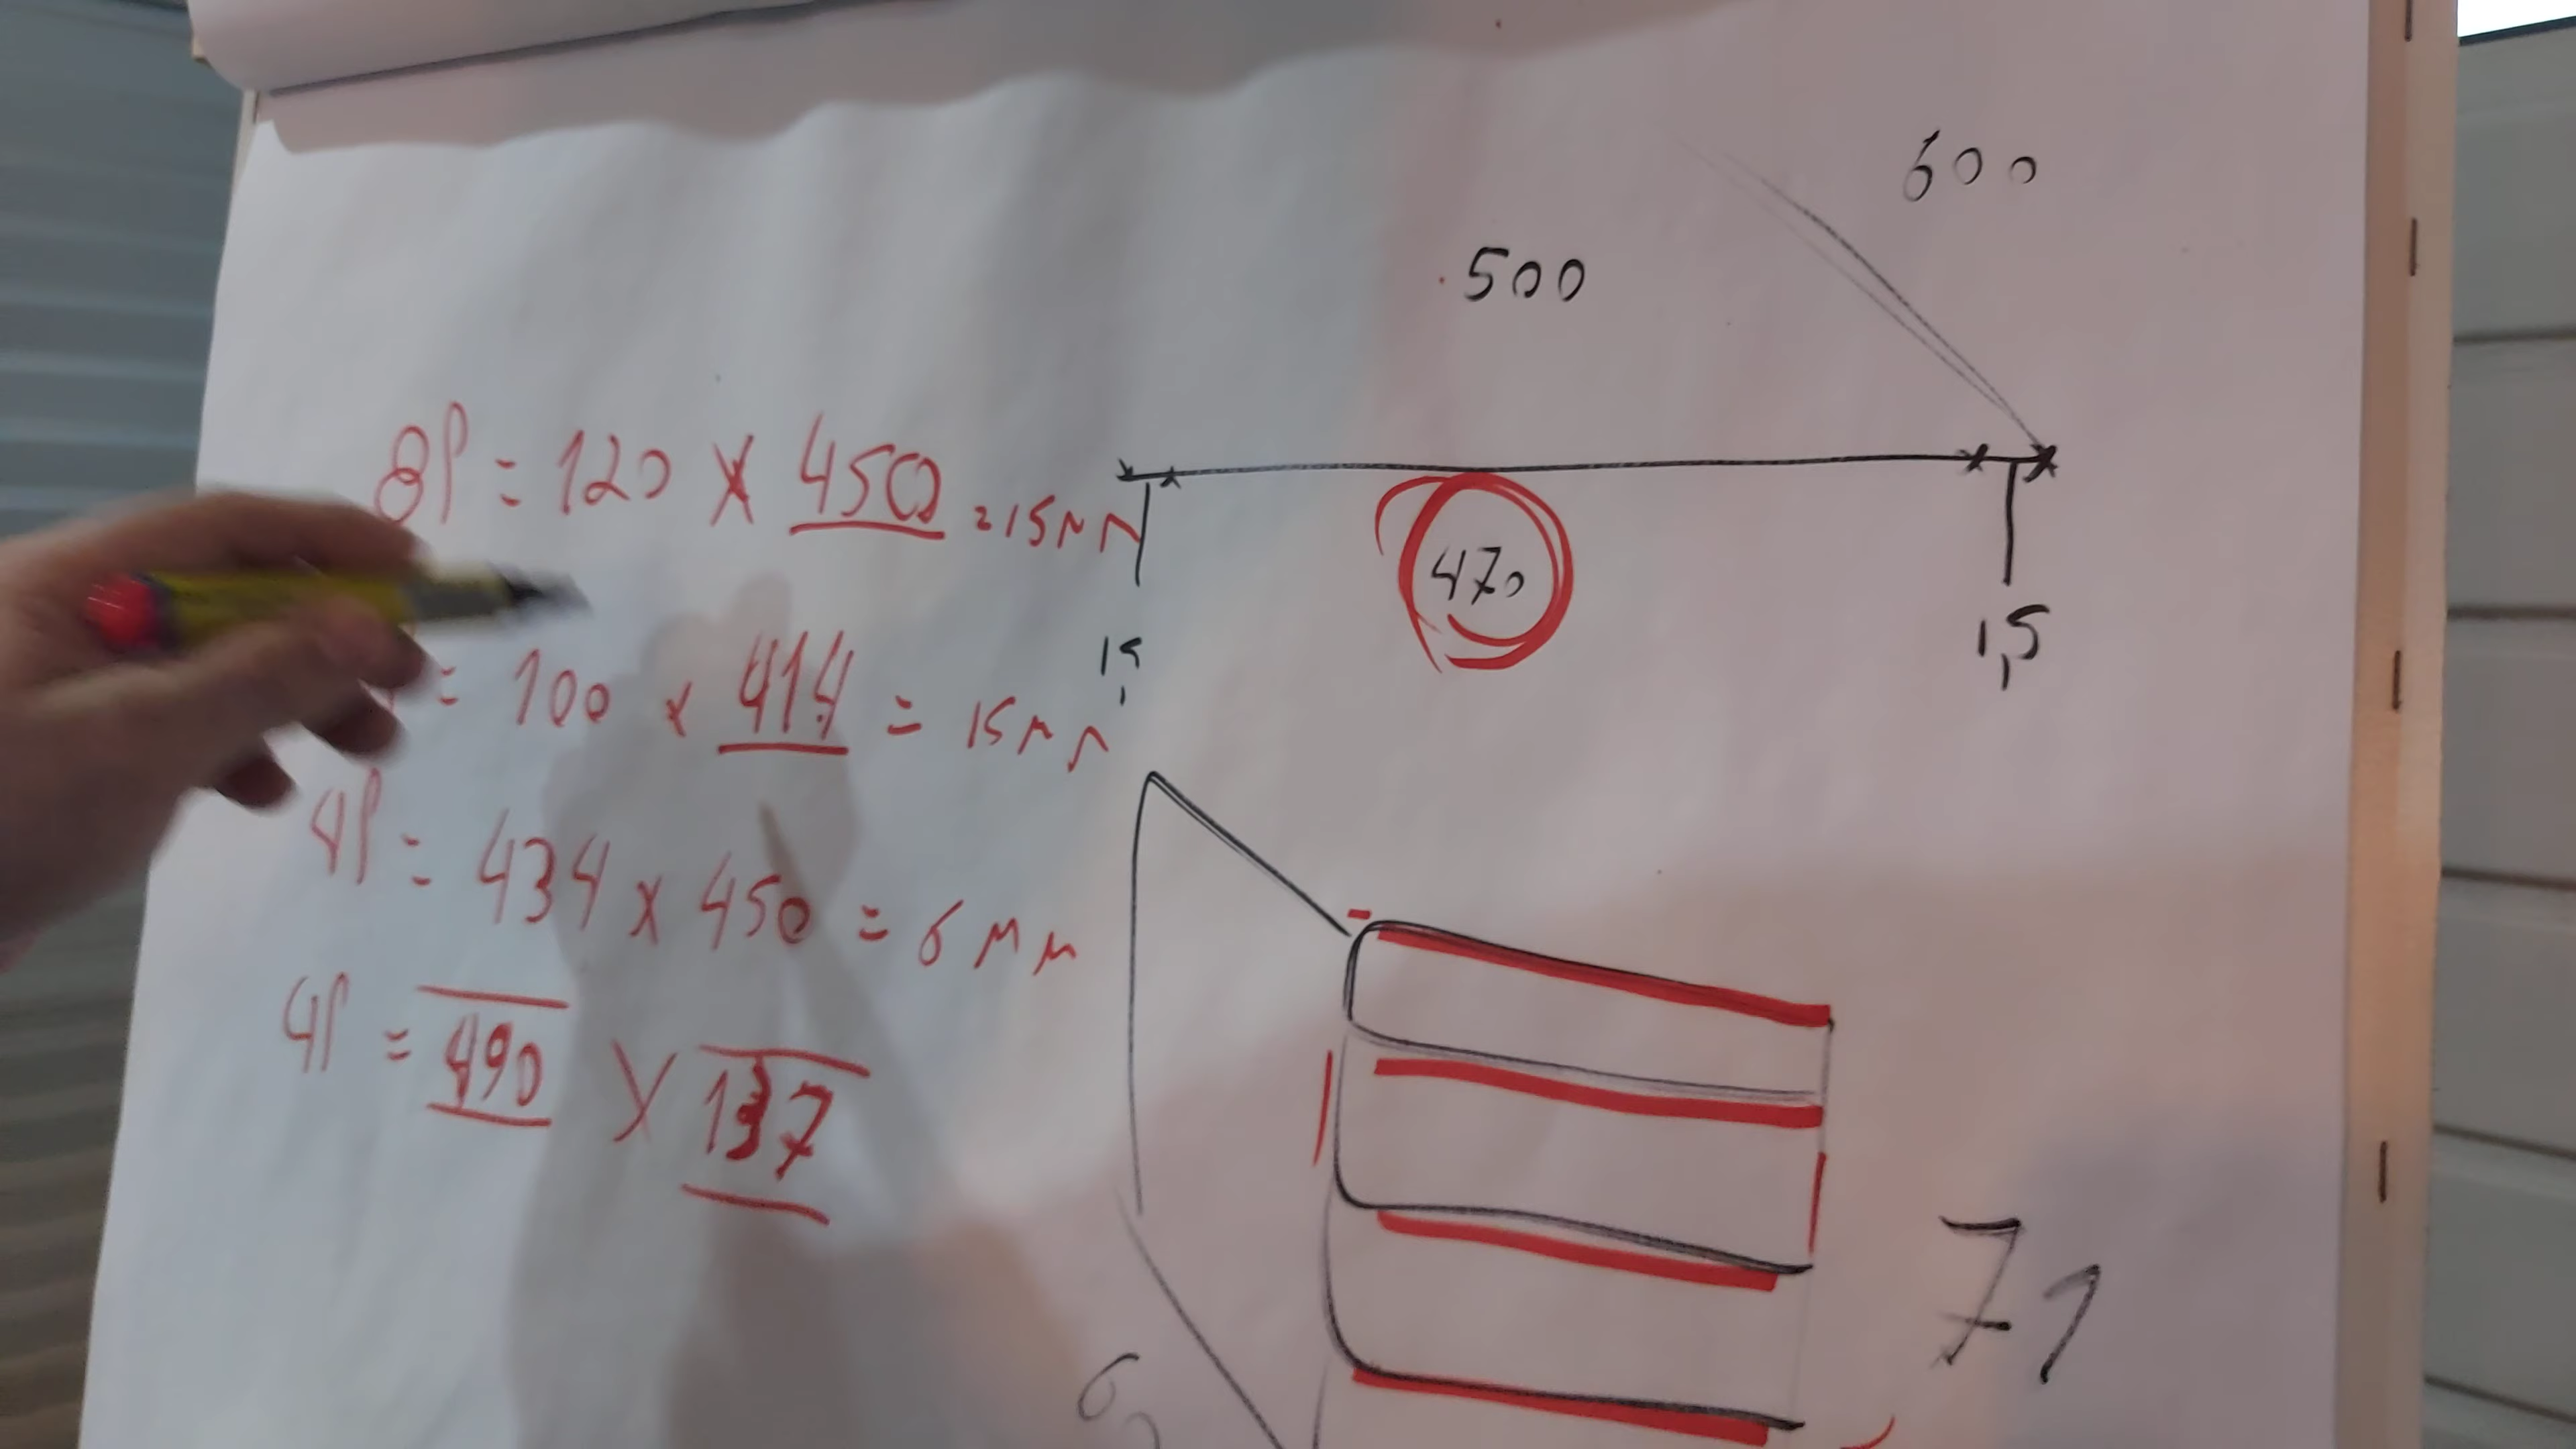 600
500
8P = 120 X 450 = 15mm
470
1,5
1,5
= 100 x 414 = 15mm
4P = 434 x 450 = 6mm
4P = 490 X 137